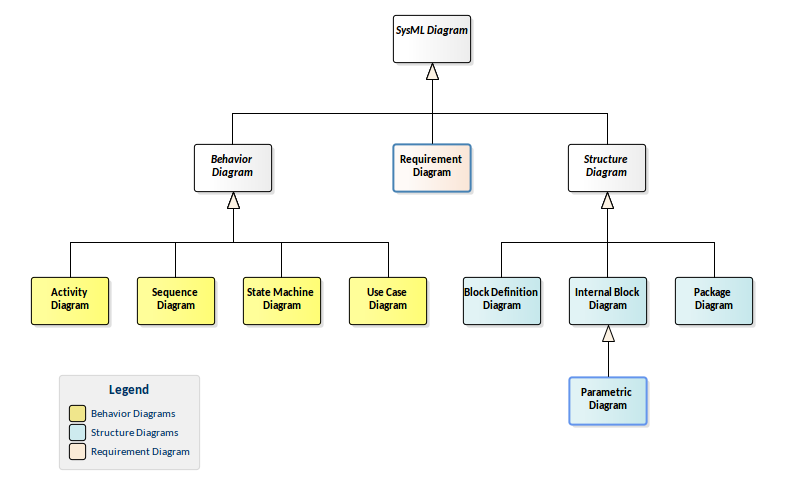 SysML Diagram
Behavior
Diagram
Requirement
Diagram
Structure
Diagram
Activity
Diagram
Sequence
Diagram
State Machine
Diagram
Use Case
Diagram
Block Definition
Diagram
Internal Block
Diagram
Package
Diagram
Parametric
Diagram
Legend
Behavior Diagrams
Structure Diagrams
Requirement Diagram